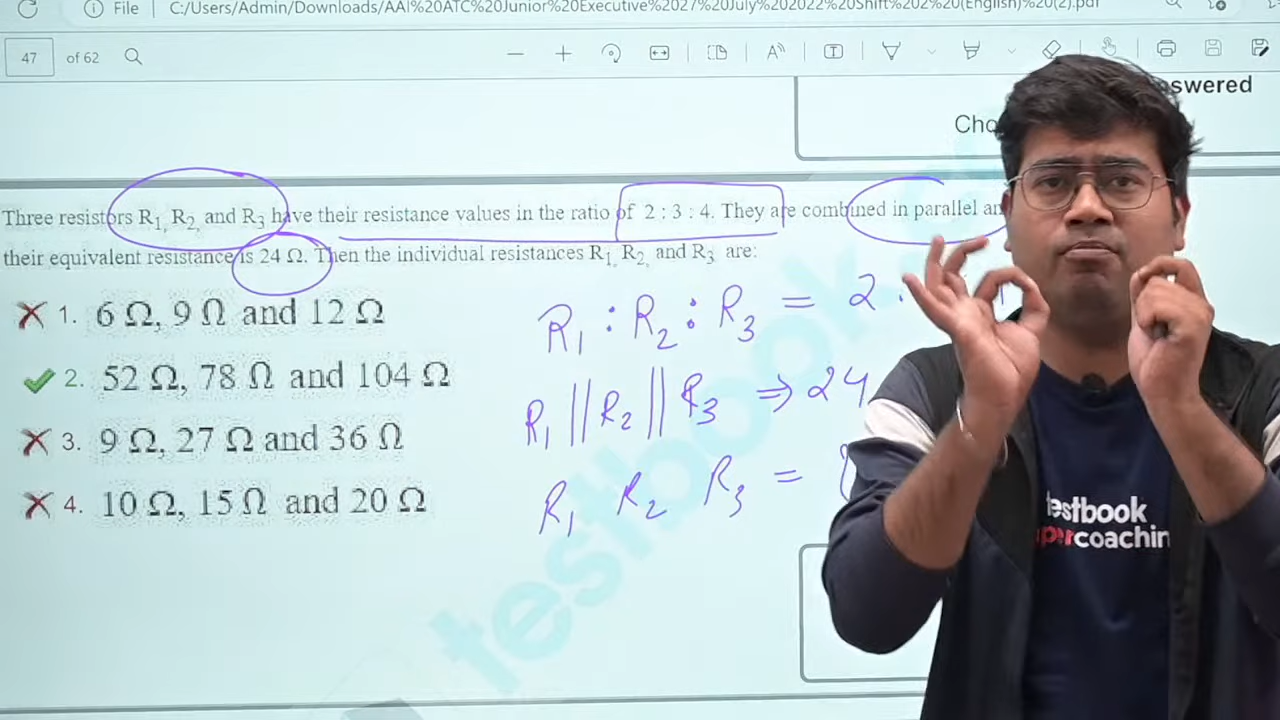 File | C:/Users/Admin/Downloads/AAI%20ATC%20Junior%20Executive%2027%20July%202022%20Shift%202%20(English)%20(2).pdf
47 of 62
swered
Cho
Three resistors R1, R2, and R3 have their resistance values in the ratio of 2 : 3 : 4. They are combined in parallel an
their equivalent resistance is 24 Ω. Then the individual resistances R1, R2, and R3 are:
1. 6 Ω, 9 Ω and 12 Ω
2. 52 Ω, 78 Ω and 104 Ω
3. 9 Ω, 27 Ω and 36 Ω
4. 10 Ω, 15 Ω and 20 Ω
R1 : R2 : R3 = 2 :
R1 || R2 || R3 ⇒ 24
R1 R2 R3 =
testbook
testbook
percoachin